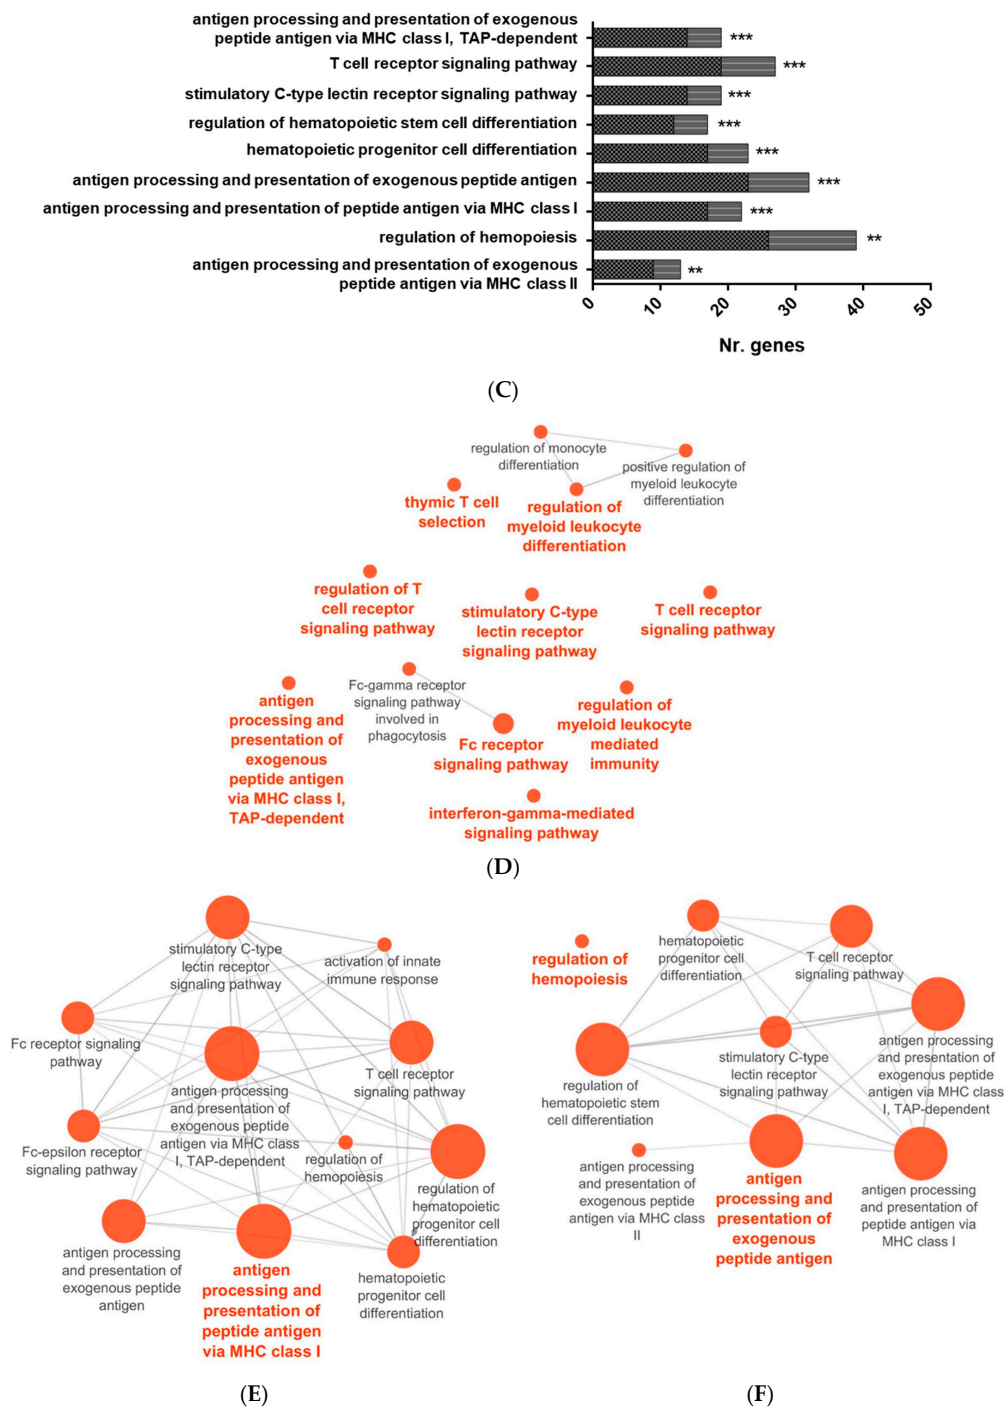 antigen processing and presentation of exogenous
peptide antigen via MHC class I, TAP-dependent
***
T cell receptor signaling pathway
***
stimulatory C-type lectin receptor signaling pathway
***
regulation of hematopoietic stem cell differentiation
***
hematopoietic progenitor cell differentiation
***
antigen processing and presentation of exogenous peptide antigen
***
antigen processing and presentation of peptide antigen via MHC class I
***
regulation of hemopoiesis
**
antigen processing and presentation of exogenous
peptide antigen via MHC class II
**
0 10 20 30 40 50
Nr. genes
(C)
regulation of monocyte
differentiation
positive regulation of
myeloid leukocyte
differentiation
thymic T cell
selection
regulation of
myeloid leukocyte
differentiation
regulation of T
cell receptor
signaling pathway
stimulatory C-type
lectin receptor
signaling pathway
T cell receptor
signaling pathway
antigen
processing and
presentation of
exogenous
peptide antigen
via MHC class I,
TAP-dependent
Fc-gamma receptor
signaling pathway
involved in
phagocytosis
Fc receptor
signaling pathway
regulation of
myeloid leukocyte
mediated
immunity
interferon-gamma-mediated
signaling pathway
(D)
stimulatory C-type
lectin receptor
signaling pathway
activation of innate
immune response
Fc receptor signaling
pathway
antigen processing
and presentation of
exogenous peptide
antigen via MHC class
I, TAP-dependent
T cell receptor
signaling pathway
Fc-epsilon receptor
signaling pathway
regulation of
hemopoiesis
regulation of
hematopoietic
progenitor cell
differentiation
antigen processing
and presentation of
exogenous peptide
antigen
antigen
processing and
presentation of
peptide antigen
via MHC class I
hematopoietic
progenitor cell
differentiation
(E)
regulation of
hemopoiesis
hematopoietic
progenitor cell
differentiation
T cell receptor
signaling pathway
regulation of
hematopoietic stem
cell differentiation
stimulatory C-type
lectin receptor
signaling pathway
antigen processing
and presentation of
exogenous peptide
antigen via MHC class
I, TAP-dependent
antigen processing
and presentation of
exogenous peptide
antigen via MHC class
II
antigen
processing and
presentation of
exogenous
peptide antigen
antigen processing
and presentation of
peptide antigen via
MHC class I
(F)